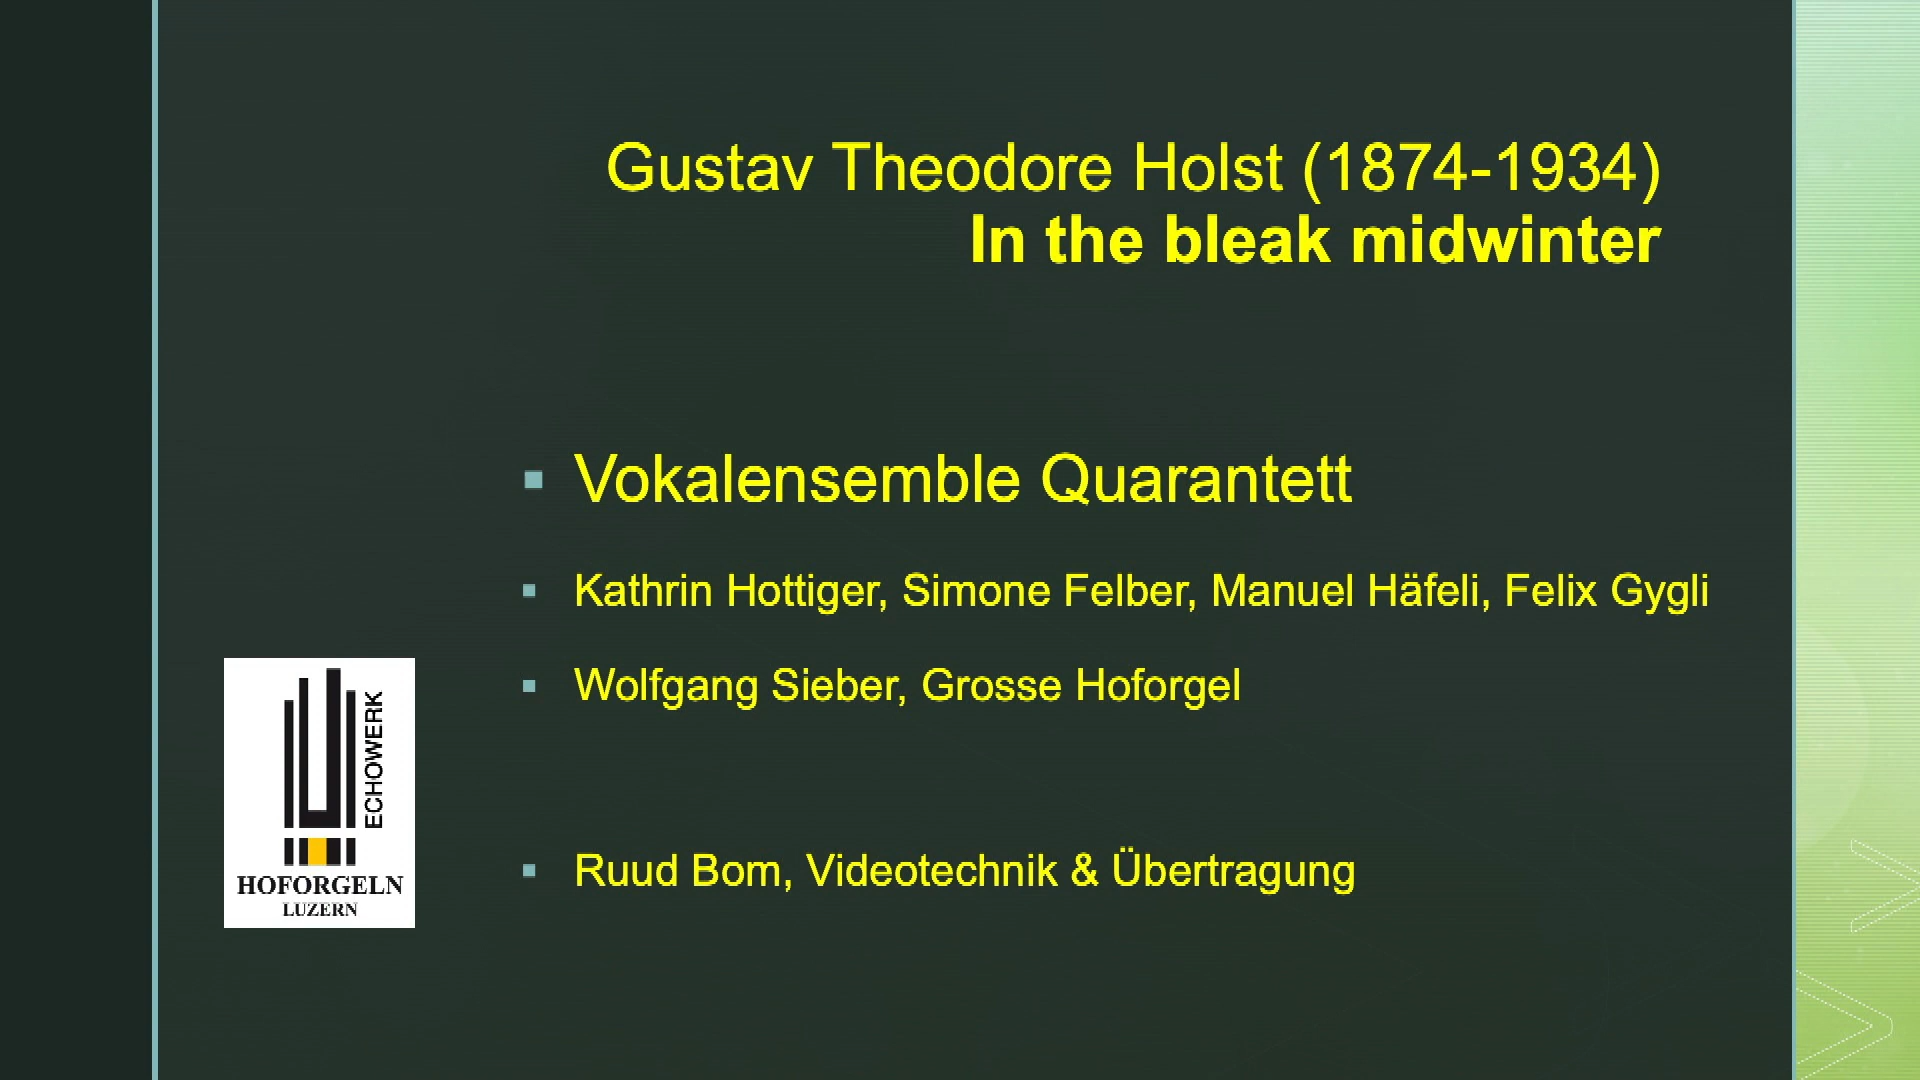 Gustav Theodore Holst (1874-1934)
In the bleak midwinter
Vokalensemble Quarantett
Kathrin Hottiger, Simone Felber, Manuel Häfeli, Felix Gygli
Wolfgang Sieber, Grosse Hoforgel
Ruud Bom, Videotechnik & Übertragung
ECHOWERK
HOFORGELN
LUZERN